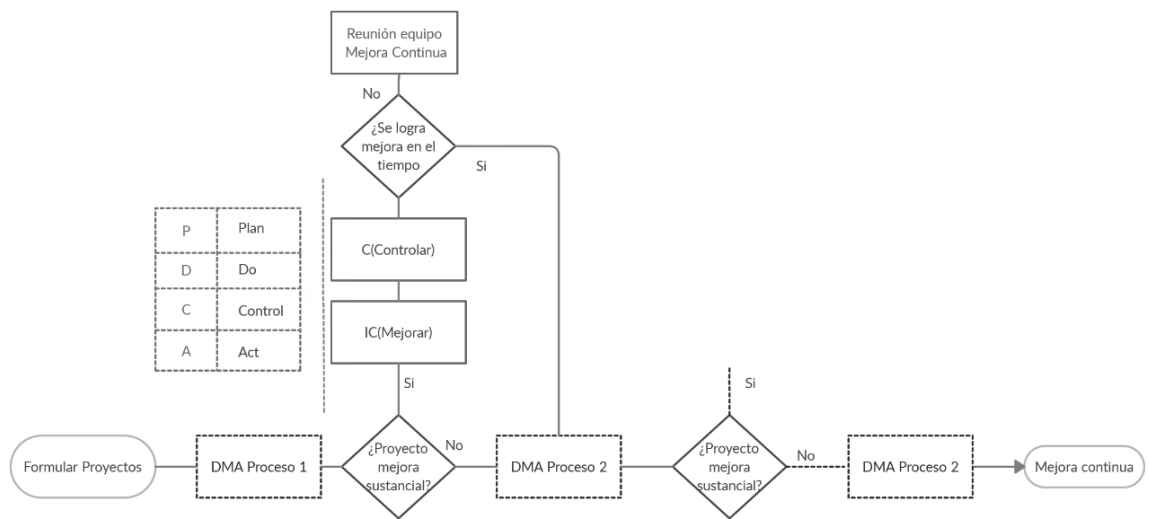 Reunión equipo
Mejora Continua
No
¿Se logra
mejora en el
tiempo
Si
P Plan
D Do
C Control
A Act
C(Controlar)
IC(Mejorar)
Si
Si
Formular Proyectos
DMA Proceso 1
¿Proyecto
mejora
sustancial?
No
DMA Proceso 2
¿Proyecto
mejora
sustancial?
No
DMA Proceso 2
Mejora continua